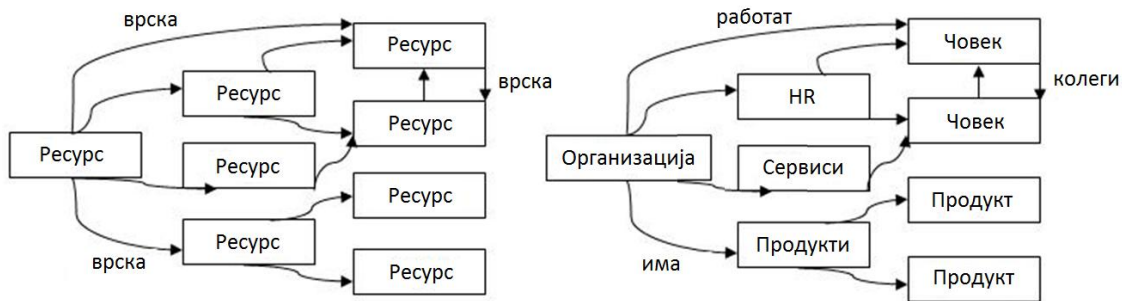 врска
Ресурс
Ресурс
врска
Ресурс
Ресурс
Ресурс
Ресурс
Ресурс
врска
Ресурс
работат
Човек
HR
колеги
Човек
Организација
Сервиси
Продукт
Продукти
има
Продукт